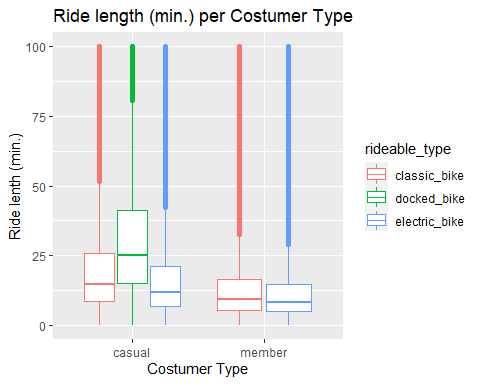 Ride length (min.) per Costumer Type
Ride lenth (min.)
100
75
50
25
0
casual member
Costumer Type
rideable_type
classic_bike
docked_bike
electric_bike